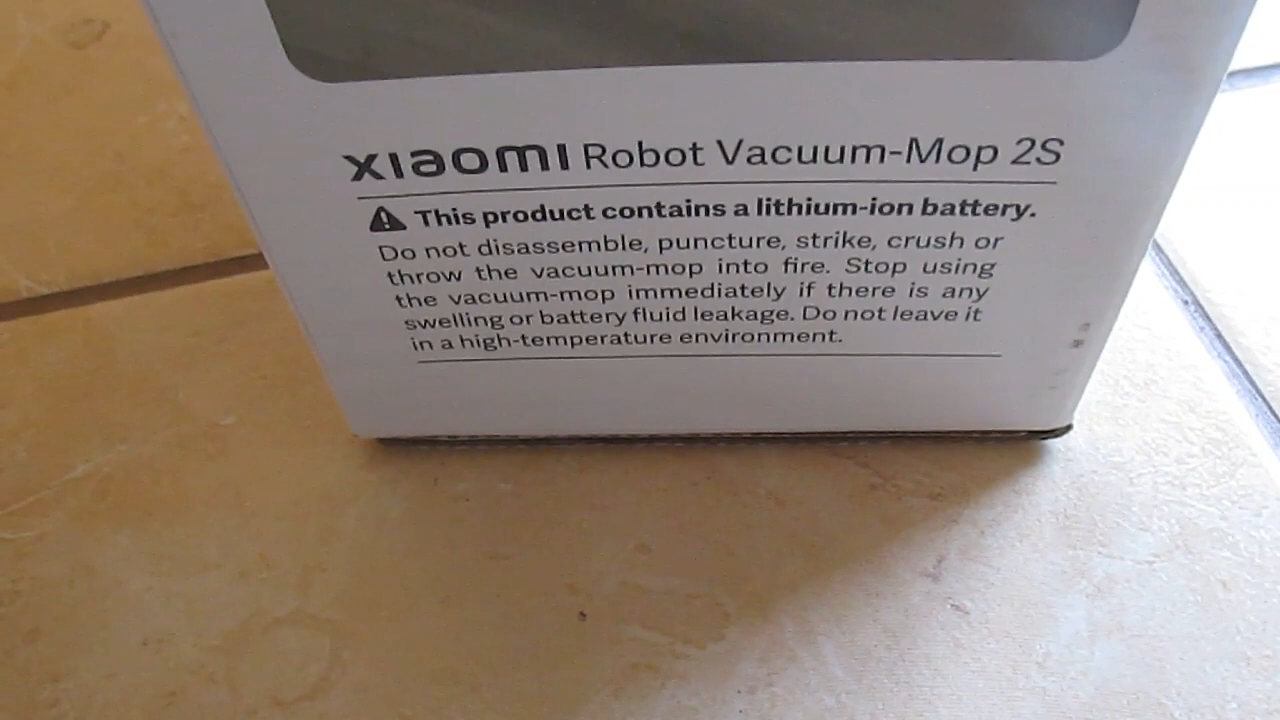 xiaomi Robot Vacuum-Mop 2S
This product contains a lithium-ion battery.
Do not disassemble, puncture, strike, crush or
throw the vacuum-mop into fire. Stop using
the vacuum-mop immediately if there is any
swelling or battery fluid leakage. Do not leave it
in a high-temperature environment.